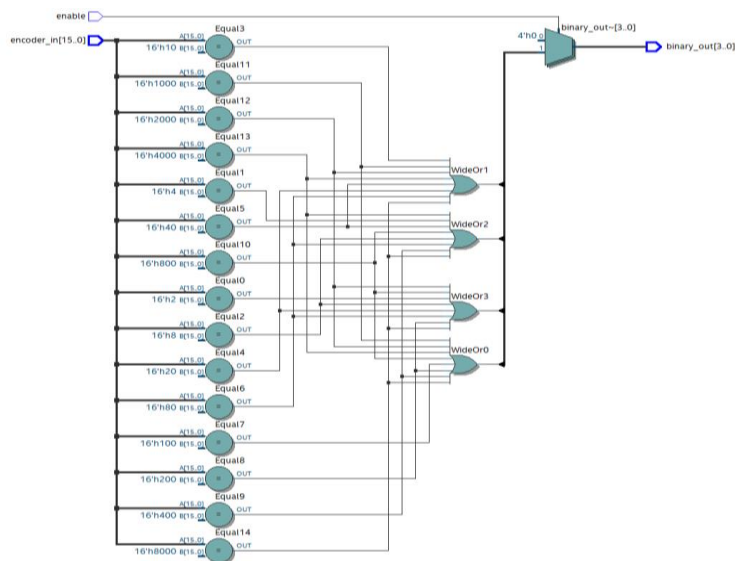 enable
encoder_in[15..0]
binary_out~[3..0]
4'h0 0
1
binary_out[3..0]
Equal3
A[15..0]
16'h10 B[15..0]
OUT
Equal11
A[15..0]
16'h1000 B[15..0]
OUT
Equal12
A[15..0]
16'h2000 B[15..0]
OUT
Equal13
A[15..0]
16'h4000 B[15..0]
OUT
Equal1
A[15..0]
16'h4 B[15..0]
OUT
Equal5
A[15..0]
16'h40 B[15..0]
OUT
Equal10
A[15..0]
16'h800 B[15..0]
OUT
Equal0
A[15..0]
16'h2 B[15..0]
OUT
Equal2
A[15..0]
16'h8 B[15..0]
OUT
Equal4
A[15..0]
16'h20 B[15..0]
OUT
Equal6
A[15..0]
16'h80 B[15..0]
OUT
Equal7
A[15..0]
16'h100 B[15..0]
OUT
Equal8
A[15..0]
16'h200 B[15..0]
OUT
Equal9
A[15..0]
16'h400 B[15..0]
OUT
Equal14
A[15..0]
16'h8000 B[15..0]
OUT
WideOr1
WideOr2
WideOr3
WideOr0